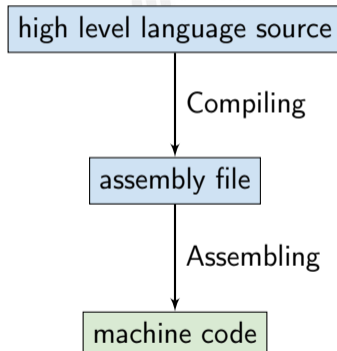 high level language source
Compiling
assembly file
Assembling
machine code